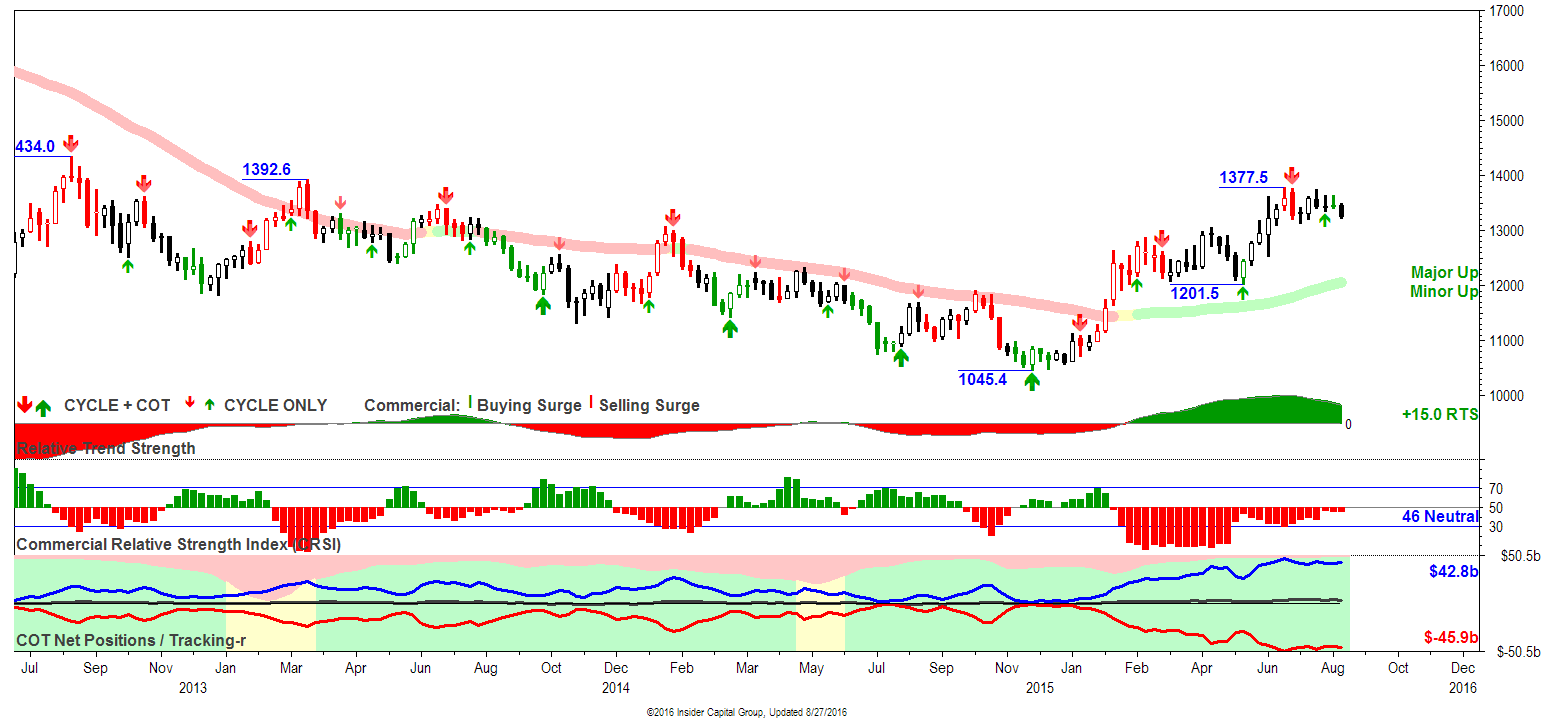 17000
16000
15000
434.0
1392.6
1377.5
14000
13000
Major Up
Minor Up
12000
1201.5
11000
1045.4
10000
CYCLE + COT CYCLE ONLY Commercial: Buying Surge Selling Surge
+15.0 RTS
0
Relative Trend Strength
70
46 Neutral
50
30
Commercial Relative Strength Index (CRSI)
$50.5b
$42.8b
COT Net Positions / Tracking-r
$-45.9b
$-50.5b
Jul Sep Nov Jan Mar Apr Jun Aug Oct Dec Feb Mar May Jul Sep Nov Jan Feb Apr Jun Aug Oct Dec
2013 2014 2015 2016
©2016 Insider Capital Group, Updated 8/27/2016